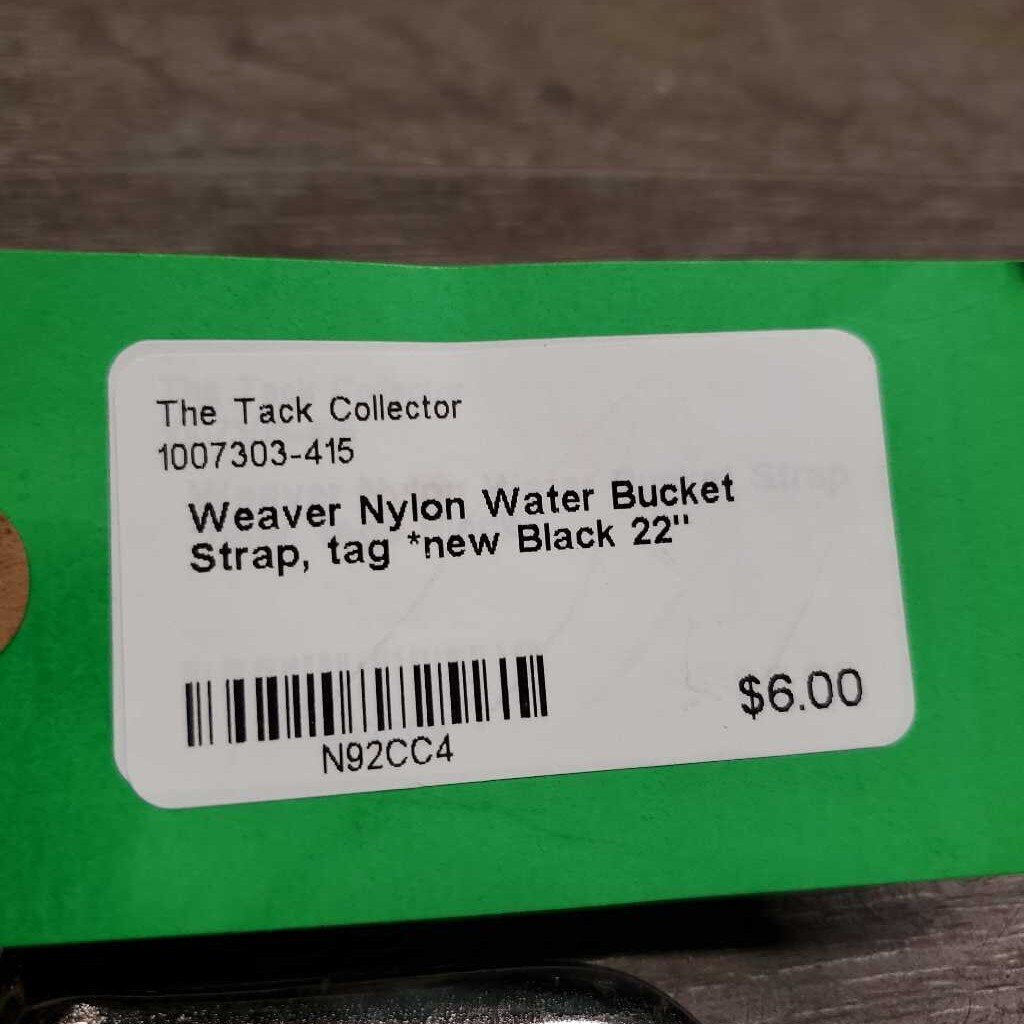 The Tack Collector
1007303-415
Weaver Nylon Water Bucket
Strap, tag *new Black 22"
N92CC4
$6.00